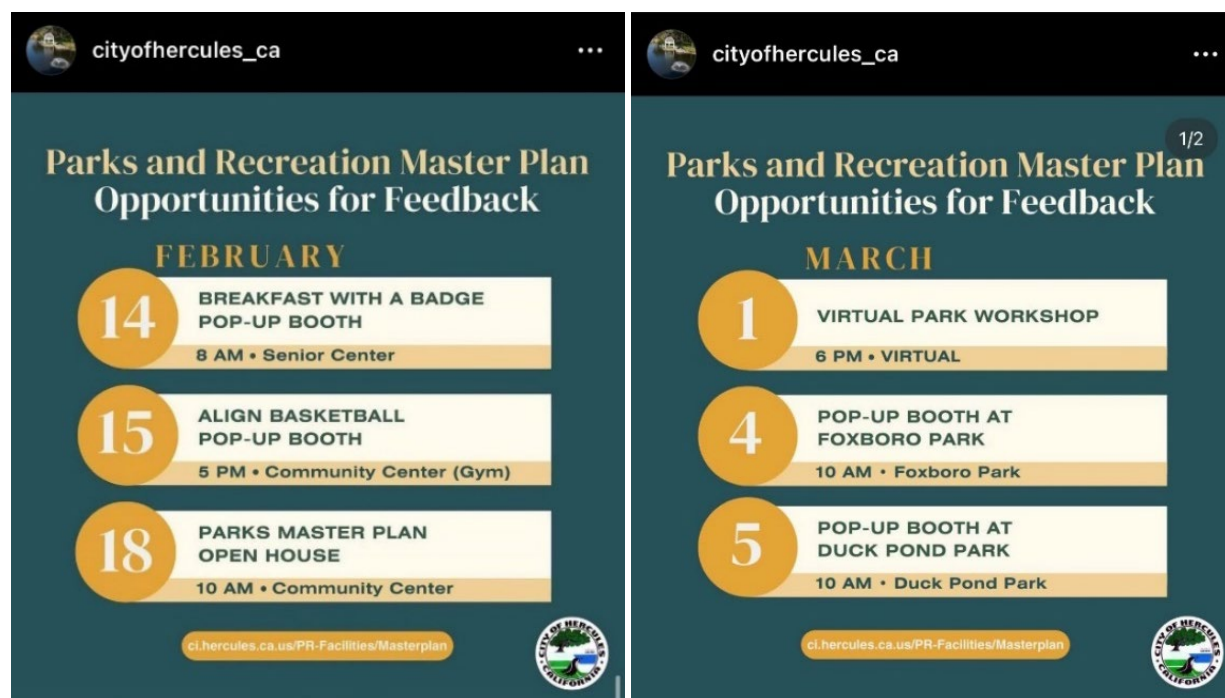 cityofhercules_ca
Parks and Recreation Master Plan
Opportunities for Feedback
FEBRUARY
14
BREAKFAST WITH A BADGE
POP-UP BOOTH
8 AM • Senior Center
15
ALIGN BASKETBALL
POP-UP BOOTH
5 PM • Community Center (Gym)
18
PARKS MASTER PLAN
OPEN HOUSE
10 AM • Community Center
ci.hercules.ca.us/PR-Facilities/Masterplan
CITY OF HERCULES
CALIFORNIA
cityofhercules_ca
1/2
Parks and Recreation Master Plan
Opportunities for Feedback
MARCH
1
VIRTUAL PARK WORKSHOP
6 PM • VIRTUAL
4
POP-UP BOOTH AT
FOXBORO PARK
10 AM • Foxboro Park
5
POP-UP BOOTH AT
DUCK POND PARK
10 AM • Duck Pond Park
ci.hercules.ca.us/PR-Facilities/Masterplan
CITY OF HERCULES
CALIFORNIA